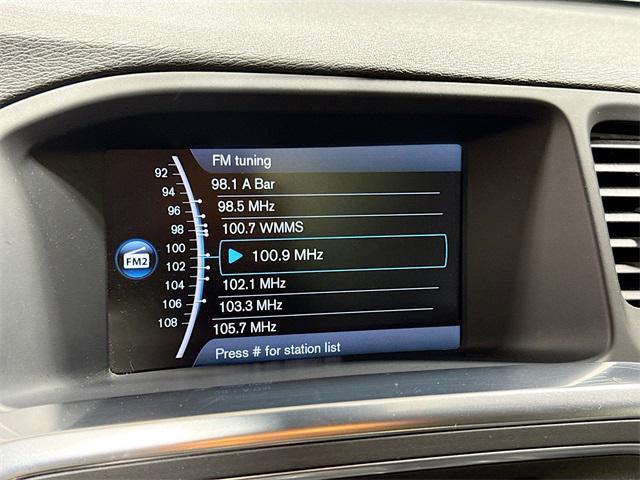 FM tuning
92
94
96
98
100
102
104
106
108
FM2
98.1 A Bar
98.5 MHz
100.7 WMMS
100.9 MHz
102.1 MHz
103.3 MHz
105.7 MHz
Press # for station list